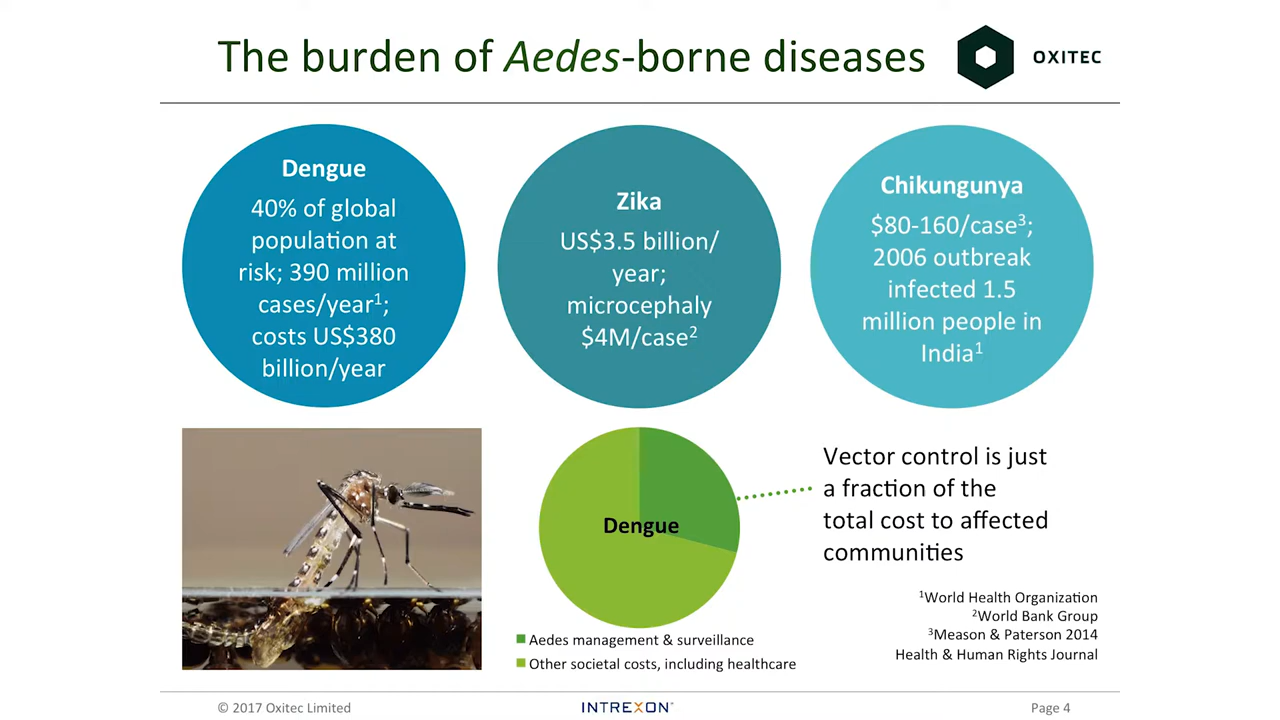 The burden of Aedes-borne diseases
OXITEC
Dengue
40% of global
population at
risk; 390 million
cases/year¹;
costs US$380
billion/year
Zika
US$3.5 billion/
year;
microcephaly
$4M/case²
Chikungunya
$80-160/case³;
2006 outbreak
infected 1.5
million people in
India¹
Dengue
Aedes management & surveillance
Other societal costs, including healthcare
Vector control is just
a fraction of the
total cost to affected
communities
¹World Health Organization
²World Bank Group
³Meason & Paterson 2014
Health & Human Rights Journal
© 2017 Oxitec Limited
INTREXON
Page 4